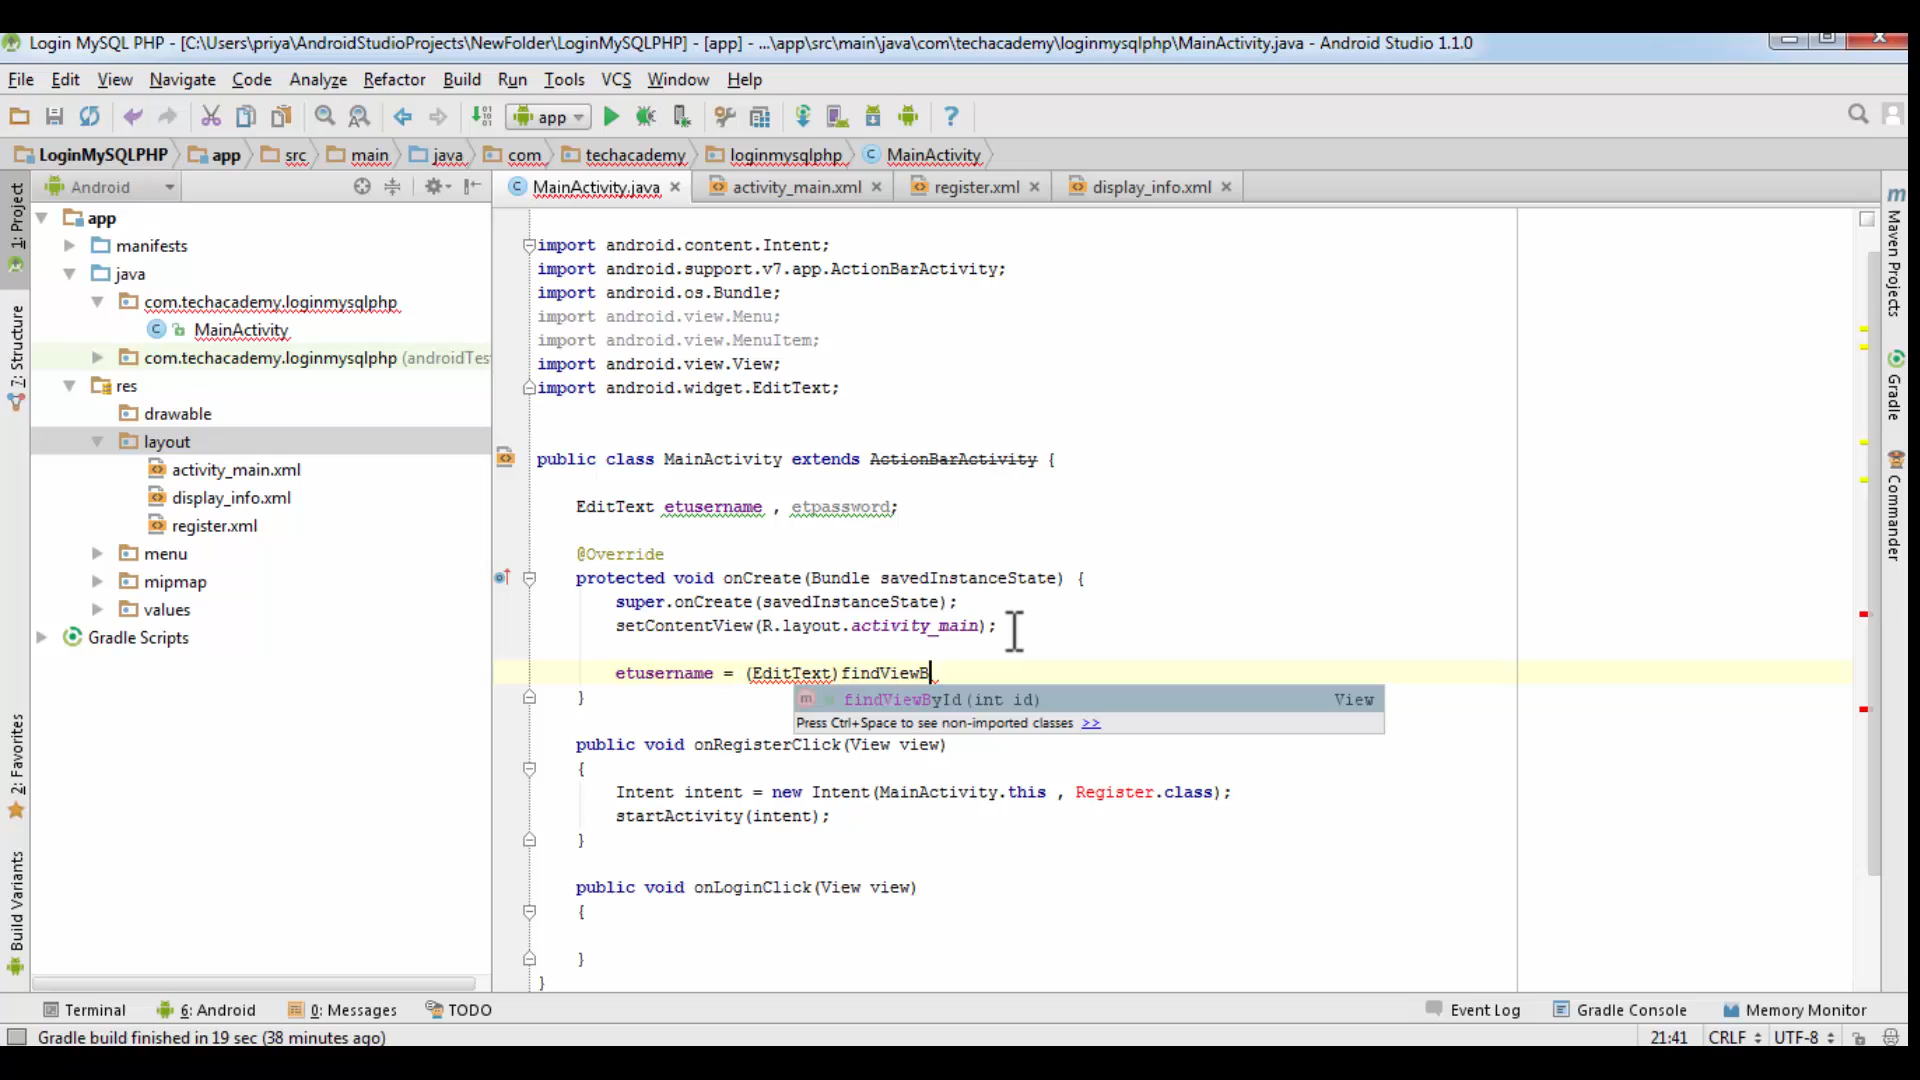 Login MySQL PHP - [C:\Users\priya\AndroidStudioProjects\NewFolder\LoginMySQLPHP] - [app] - ...\app\src\main\java\com\techacademy\loginmysqlphp\MainActivity.java - Android Studio 1.1.0
File Edit View Navigate Code Analyze Refactor Build Run Tools VCS Window Help
app
LoginMySQLPHP app src main java com techacademy loginmysqlphp MainActivity
Android
MainActivity.java activity_main.xml register.xml display_info.xml
1: Project
7: Structure
2: Favorites
Build Variants
app
manifests
java
com.techacademy.loginmysqlphp
MainActivity
com.techacademy.loginmysqlphp (androidTes
res
drawable
layout
activity_main.xml
display_info.xml
register.xml
menu
mipmap
values
Gradle Scripts
import android.content.Intent;
import android.support.v7.app.ActionBarActivity;
import android.os.Bundle;
import android.view.Menu;
import android.view.MenuItem;
import android.view.View;
import android.widget.EditText;
public class MainActivity extends ActionBarActivity {
EditText etusername , etpassword;
@Override
protected void onCreate(Bundle savedInstanceState) {
super.onCreate(savedInstanceState);
setContentView(R.layout.activity_main);
etusername = (EditText)findViewB
findViewById(int id) View
Press Ctrl+Space to see non-imported classes >>
}
public void onRegisterClick(View view)
{
Intent intent = new Intent(MainActivity.this , Register.class);
startActivity(intent);
}
public void onLoginClick(View view)
{
}
}
Maven Projects
Gradle
Commander
Terminal 6: Android 0: Messages TODO Event Log Gradle Console Memory Monitor
Gradle build finished in 19 sec (38 minutes ago) 21:41 CRLF UTF-8